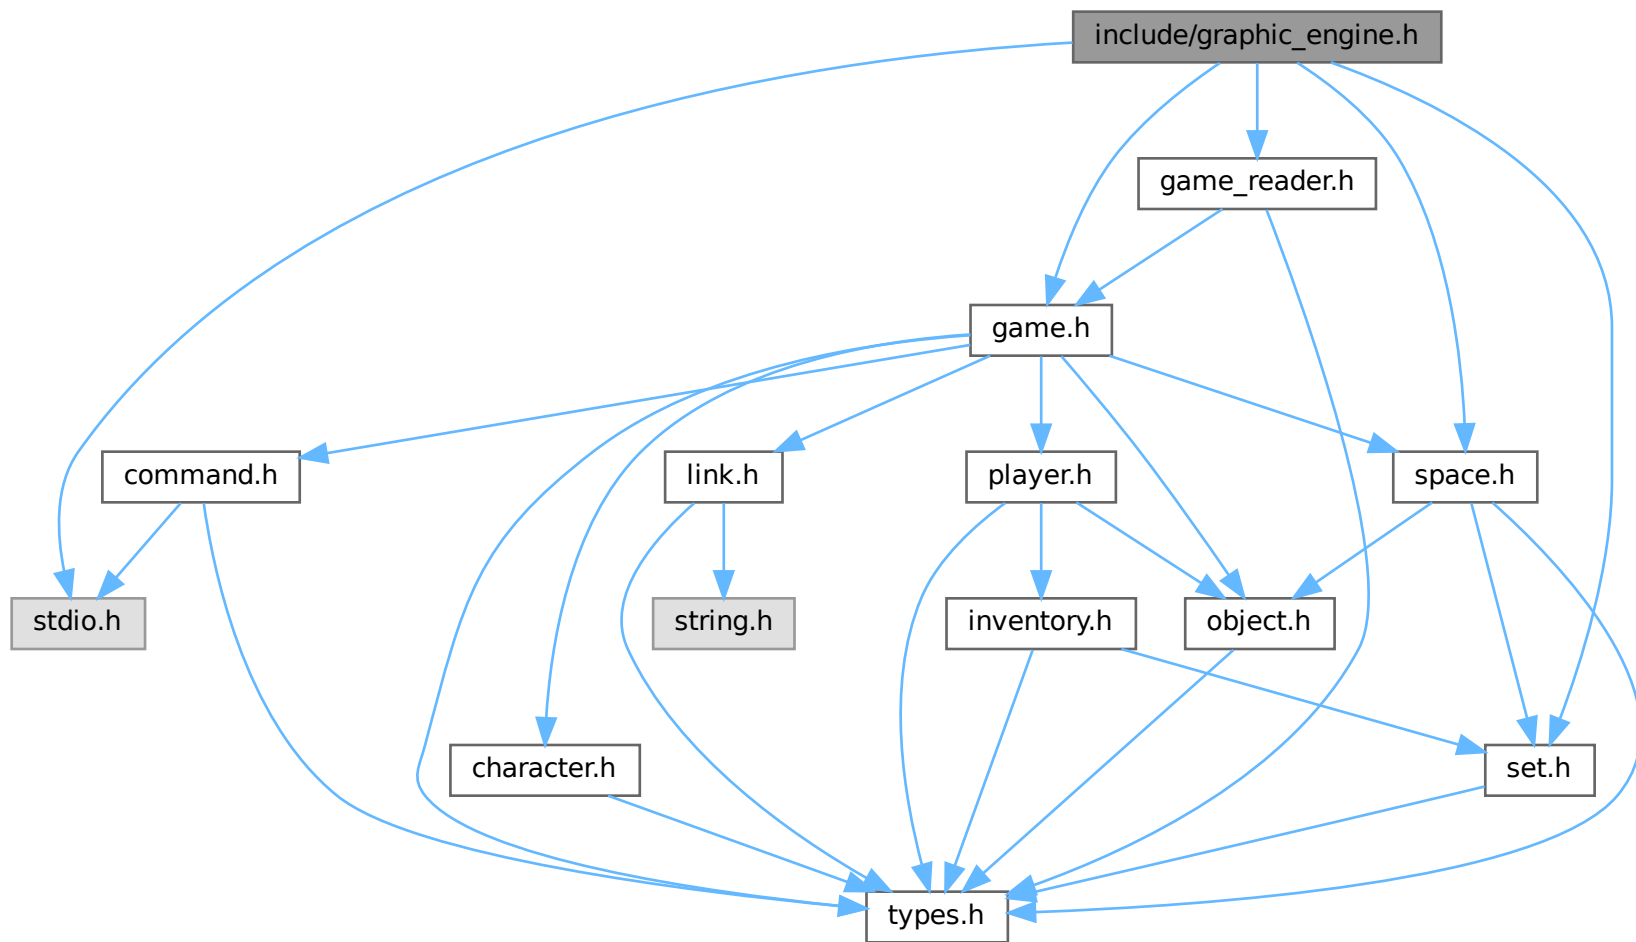 include/graphic_engine.h
game_reader.h
game.h
command.h
link.h
player.h
space.h
stdio.h
string.h
inventory.h
object.h
character.h
set.h
types.h